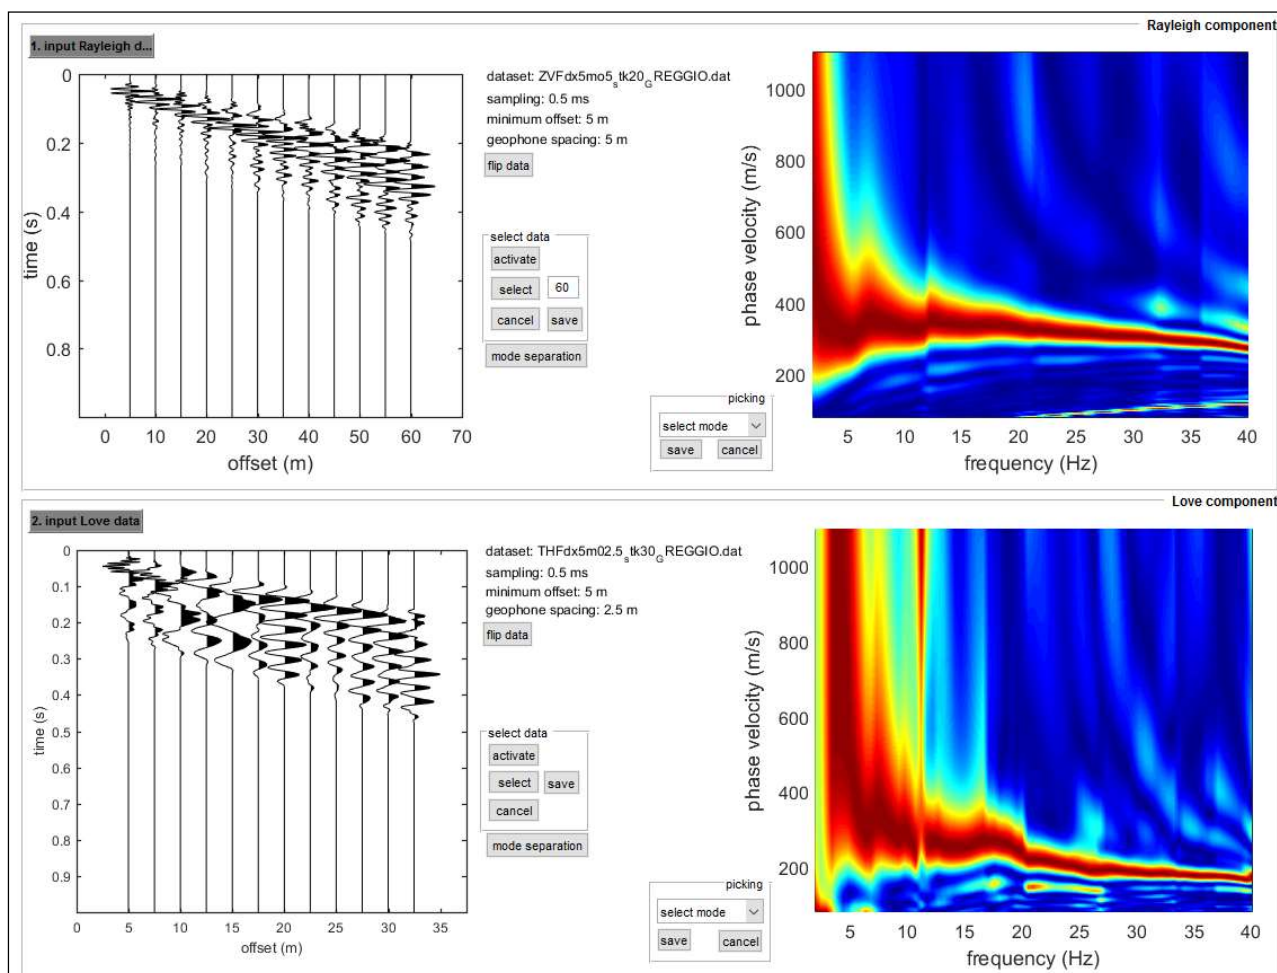 Rayleigh component
1. input Rayleigh d...
0
0.2
0.4
0.6
0.8
time (s)
0 10 20 30 40 50 60 70
offset (m)
dataset: ZVFdx5mo5_stk20_GREGGIO.dat
sampling: 0.5 ms
minimum offset: 5 m
geophone spacing: 5 m
flip data
select data
activate
select 60
cancel save
mode separation
picking
select mode
save cancel
1000
800
600
400
200
phase velocity (m/s)
5 10 15 20 25 30 35 40
frequency (Hz)
Love component
2. input Love data
0
0.1
0.2
0.3
0.4
0.5
0.6
0.7
0.8
0.9
time (s)
0 5 10 15 20 25 30 35
offset (m)
dataset: THFdx5m02.5_stk30_GREGGIO.dat
sampling: 0.5 ms
minimum offset: 5 m
geophone spacing: 2.5 m
flip data
select data
activate
select save
cancel
mode separation
picking
select mode
save cancel
1000
800
600
400
200
phase velocity (m/s)
5 10 15 20 25 30 35 40
frequency (Hz)